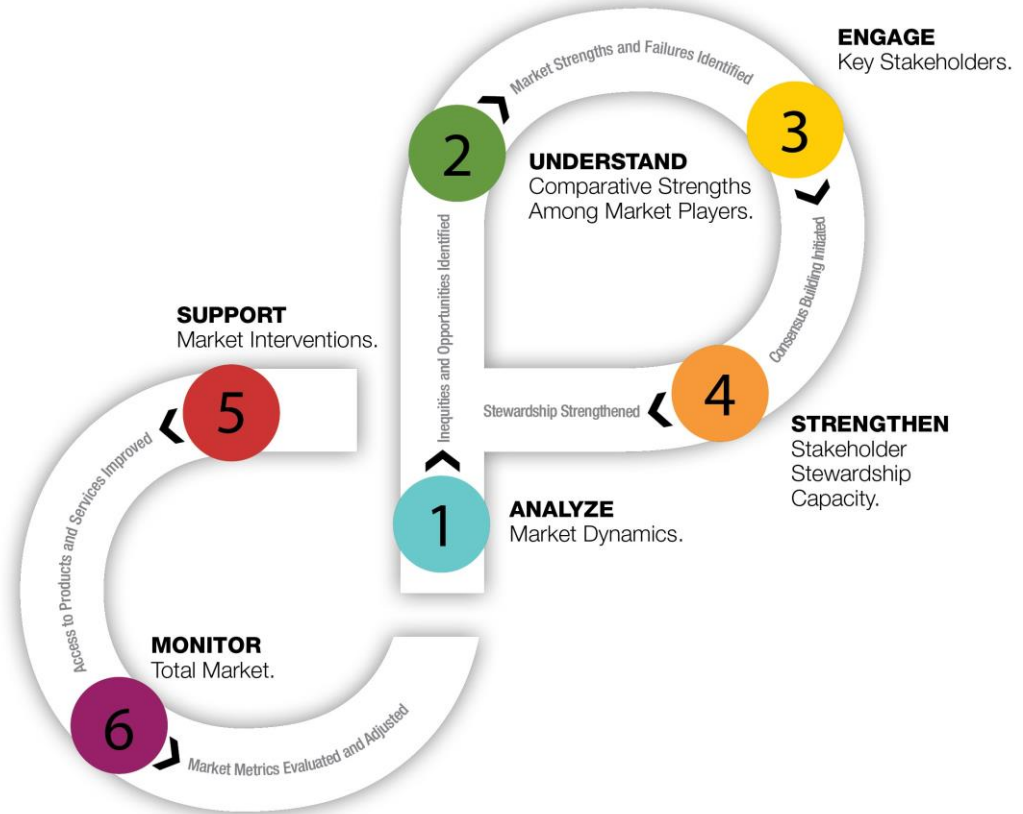 1
ANALYZE
Market Dynamics.
Inequities and Opportunities Identified
2
UNDERSTAND
Comparative Strengths
Among Market Players.
Market Strengths and Failures Identified
3
ENGAGE
Key Stakeholders.
Consensus Building Initiated
4
STRENGTHEN
Stakeholder
Stewardship
Capacity.
Stewardship Strengthened
5
SUPPORT
Market Interventions.
Access to Products and Services Improved
6
MONITOR
Total Market.
Market Metrics Evaluated and Adjusted